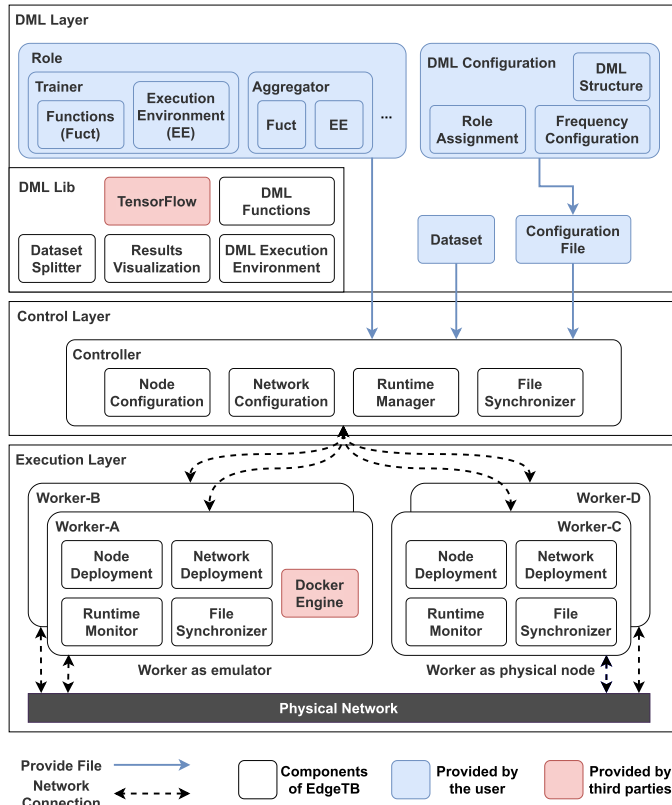 DML Layer
Role
Trainer
Functions
(Fuct)
Execution
Environment
(EE)
Aggregator
Fuct
EE
...
DML Configuration
DML
Structure
Role
Assignment
Frequency
Configuration
DML Lib
TensorFlow
DML
Functions
Dataset
Splitter
Results
Visualization
DML Execution
Environment
Dataset
Configuration
File
Control Layer
Controller
Node
Configuration
Network
Configuration
Runtime
Manager
File
Synchronizer
Execution Layer
Worker-B
Worker-A
Node
Deployment
Network
Deployment
Runtime
Monitor
File
Synchronizer
Docker
Engine
Worker-D
Worker-C
Node
Deployment
Network
Deployment
Runtime
Monitor
File
Synchronizer
Worker as emulator
Worker as physical node
Physical Network
Provide File
Network
Connection
Components
of EdgeTB
Provided by
the user
Provided by
third parties